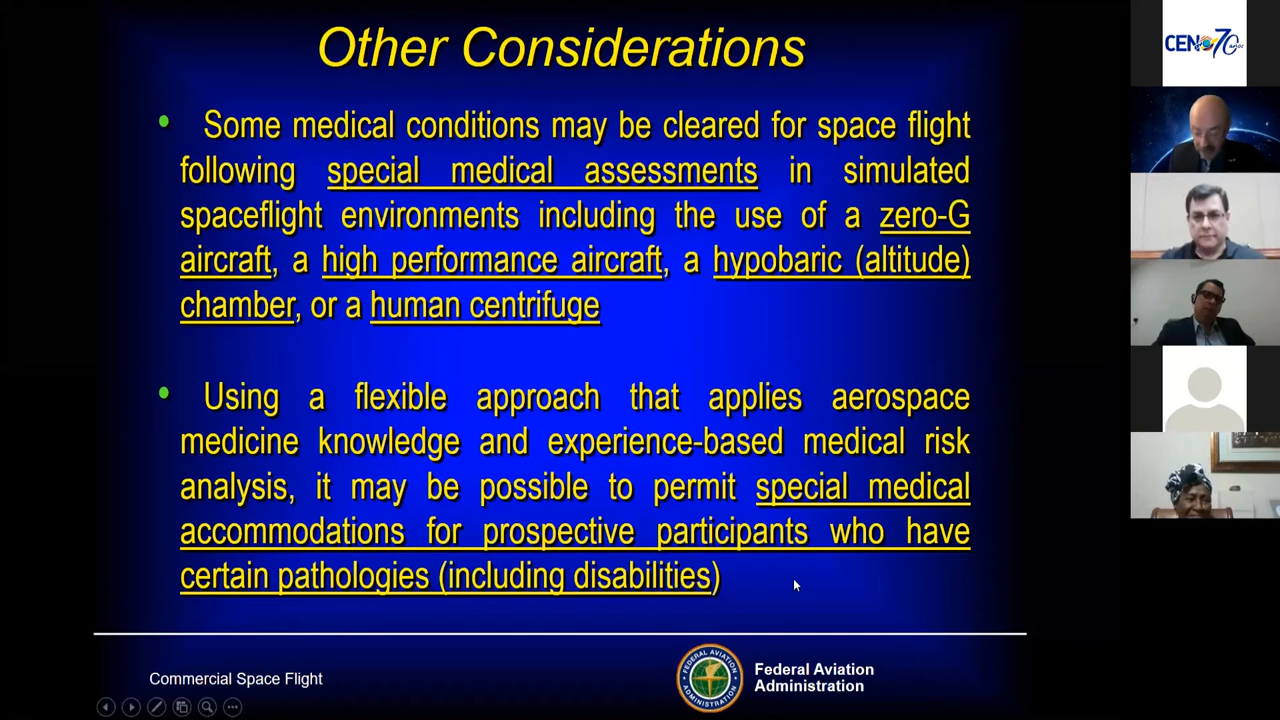 Other Considerations
• Some medical conditions may be cleared for space flight
following special medical assessments in simulated
spaceflight environments including the use of a zero-G
aircraft, a high performance aircraft, a hypobaric (altitude)
chamber, or a human centrifuge
• Using a flexible approach that applies aerospace
medicine knowledge and experience-based medical risk
analysis, it may be possible to permit special medical
accommodations for prospective participants who have
certain pathologies (including disabilities)
Commercial Space Flight
FEDERAL AVIATION
ADMINISTRATION
Federal Aviation
Administration
CEN
70